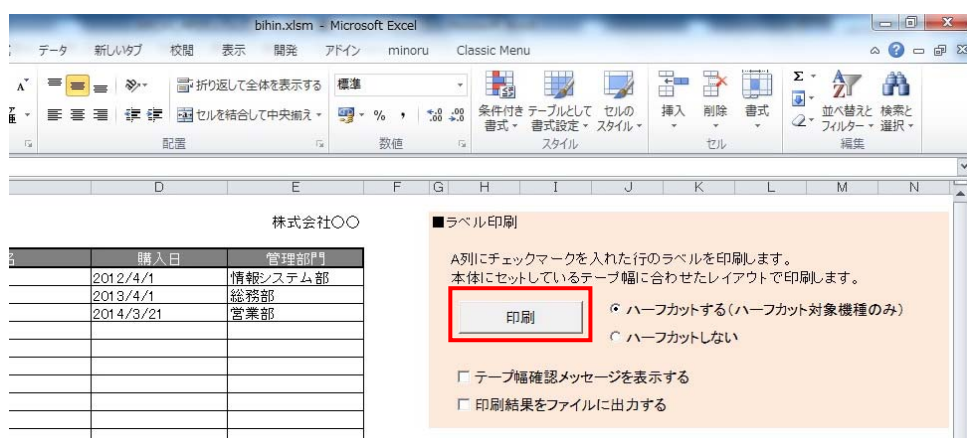 bihin.xlsm - Microsoft Excel
データ 新しいタブ 校閲 表示 開発 アドイン minoru Classic Menu
折り返して全体を表示する 標準
セルを結合して中央揃え % , .0 .00 .00 .0
条件付き書式 テーブルとして書式設定 セルのスタイル 挿入 削除 書式 Σ 並べ替えとフィルター 検索と選択
配置 数値 スタイル セル 編集
D E F G H I J K L M N
株式会社〇〇 ■ラベル印刷
購入日 管理部門
A列にチェックマークを入れた行のラベルを印刷します。
2012/4/1 情報システム部
本体にセットしているテープ幅に合わせたレイアウトで印刷します。
2013/4/1 総務部
2014/3/21 営業部
印刷 ハーフカットする(ハーフカット対象機種のみ)
ハーフカットしない
テープ幅確認メッセージを表示する
印刷結果をファイルに出力する